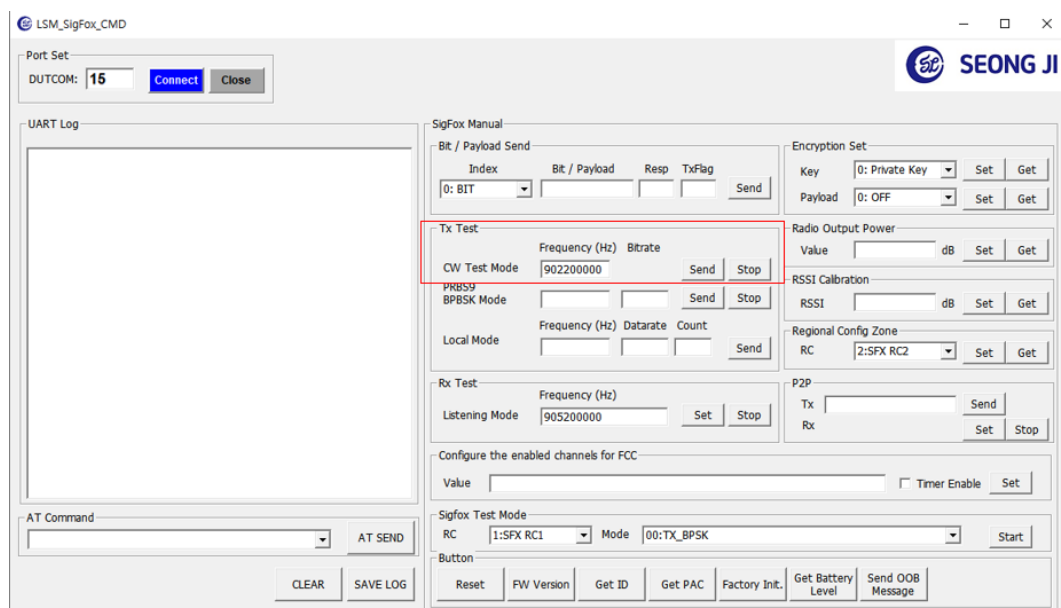 LSM_SigFox_CMD
Port Set
DUTCOM: 15 Connect Close
SEONG JI
UART Log
AT Command
AT SEND
CLEAR SAVE LOG
SigFox Manual
Bit / Payload Send
Index Bit / Payload Resp TxFlag
0: BIT Send
Tx Test
Frequency (Hz) Bitrate
CW Test Mode 902200000 Send Stop
PRBS9
BPBSK Mode Send Stop
Frequency (Hz) Datarate Count
Local Mode Send
Rx Test
Frequency (Hz)
Listening Mode 905200000 Set Stop
Encryption Set
Key 0: Private Key Set Get
Payload 0: OFF Set Get
Radio Output Power
Value dB Set Get
RSSI Calibration
RSSI dB Set Get
Regional Config Zone
RC 2:SFX RC2 Set Get
P2P
Tx Send
Rx Set Stop
Configure the enabled channels for FCC
Value Timer Enable Set
Sigfox Test Mode
RC 1:SFX RC1 Mode 00:TX_BPSK Start
Button
Reset FW Version Get ID Get PAC Factory Init. Get Battery Level Send OOB Message